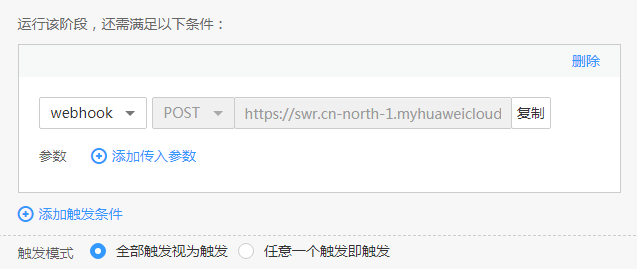 运行该阶段，还需满足以下条件：
删除
webhook POST https://swr.cn-north-1.myhuaweicloud 复制
参数 添加传入参数
添加触发条件
触发模式 全部触发视为触发 任意一个触发即触发